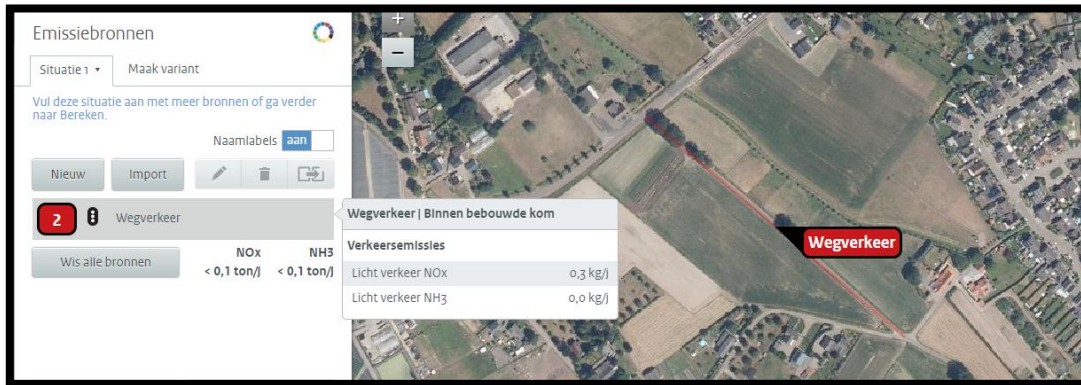 Emissiebronnen
Situatie 1 ▾ Maak variant
Vul deze situatie aan met meer bronnen of ga verder
naar Bereken.
Naamlabels aan
Nieuw Import
2 Wegverkeer
Wis alle bronnen
NOx NH3
< 0,1 ton/j < 0,1 ton/j
Wegverkeer | Binnen bebouwde kom
Verkeersemissies
Licht verkeer NOx 0,3 kg/j
Licht verkeer NH3 0,0 kg/j
+
−
Wegverkeer